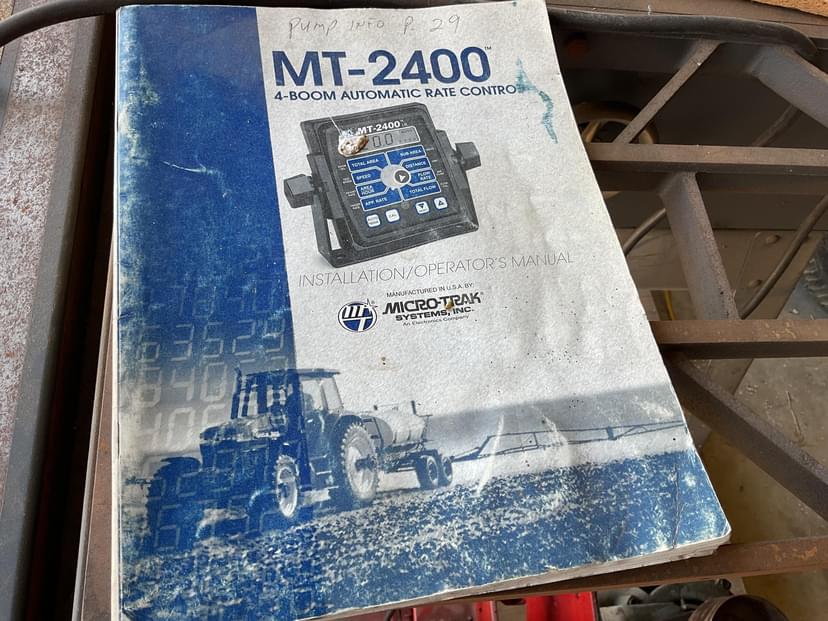 PUMP INFO P. 29
MT-2400™
4-BOOM AUTOMATIC RATE CONTRO
MT-2400
TOTAL AREA
SUB-AREA
SPEED
DISTANCE
AREA
HOUR
FLOW
RATE
APP. RATE
TOTAL FLOW
INSTALLATION/OPERATOR'S MANUAL
MANUFACTURED IN U.S.A. BY:
MICRO-TRAK®
SYSTEMS, INC.
An Electronics Company